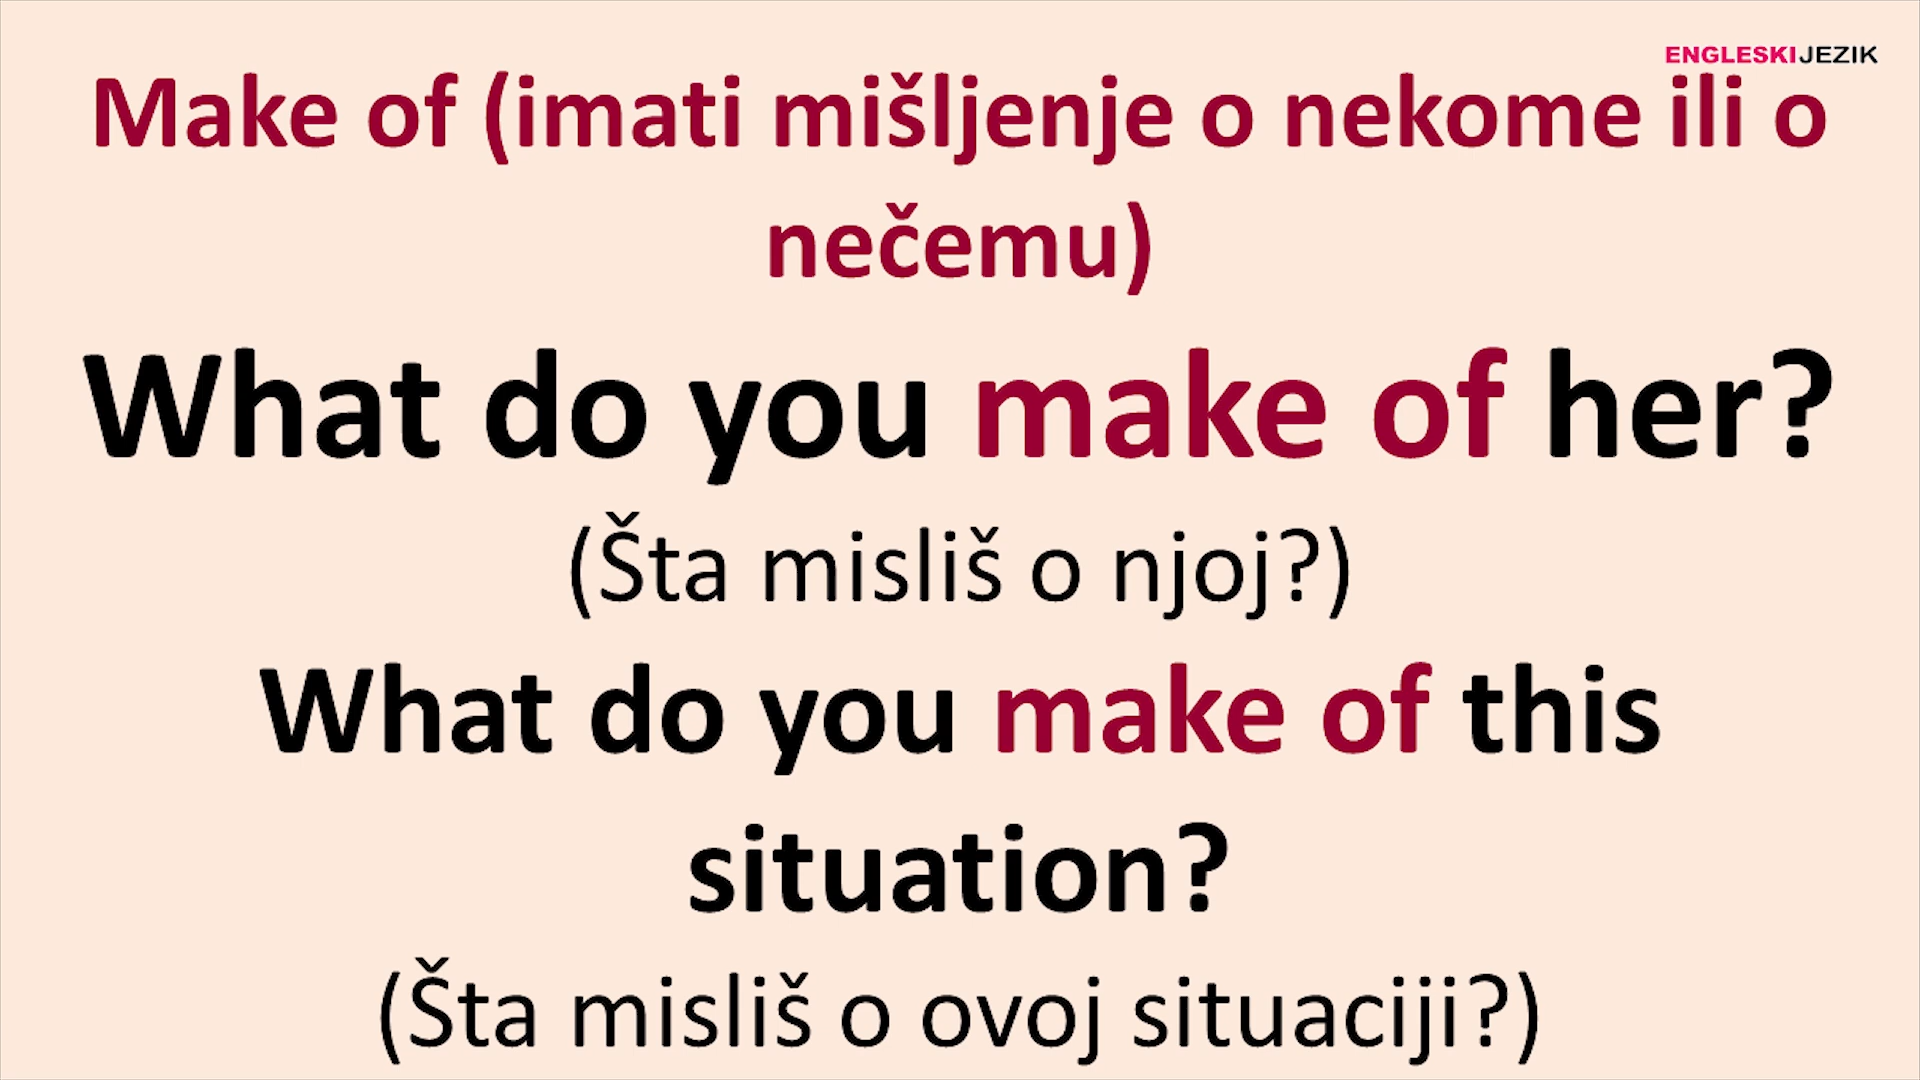 ENGLESKIJEZIK
Make of (imati mišljenje o nekome ili o
nečemu)
What do you make of her?
(Šta misliš o njoj?)
What do you make of this
situation?
(Šta misliš o ovoj situaciji?)